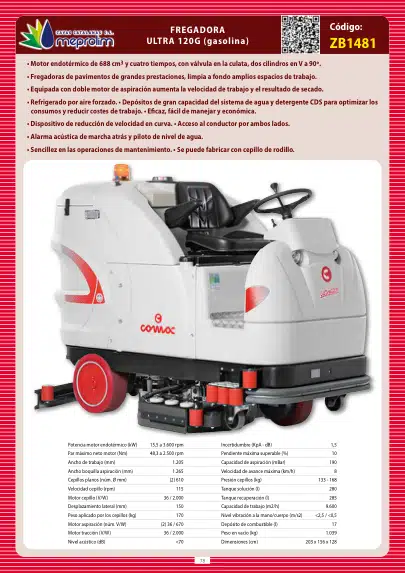 CAVAS CATALANAS S.L.
meprolim
FREGADORA
ULTRA 120G (gasolina)
Código:
ZB1481
• Motor endotérmico de 688 cm³ y cuatro tiempos, con válvula en la culata, dos cilindros en V a 90º.
• Fregadoras de pavimentos de grandes prestaciones, limpia a fondo amplios espacios de trabajo.
• Equipada con doble motor de aspiración aumenta la velocidad de trabajo y el resultado de secado.
• Refrigerado por aire forzado. • Depósitos de gran capacidad del sistema de agua y detergente CDS para optimizar los
consumos y reducir costes de trabajo. • Eficaz, fácil de manejar y económica.
• Dispositivo de reducción de velocidad en curva. • Acceso al conductor por ambos lados.
• Alarma acústica de marcha atrás y piloto de nivel de agua.
• Sencillez en las operaciones de mantenimiento. • Se puede fabricar con cepillo de rodillo.
COMAC
Potencia motor endotérmico (kW) 15,5 a 3.600 rpm
Par máximo neto motor (Nm) 48,3 a 2.500 rpm
Ancho de trabajo (mm) 1.205
Ancho boquilla aspiración (mm) 1.265
Cepillos planos (núm. Ø mm) (2) 610
Velocidad cepillo (rpm) 115
Motor cepillo (V/W) 36 / 2.000
Desplazamiento lateral (mm) 150
Peso aplicado por los cepillos (kg) 170
Motor aspiración (núm. V/W) (2) 36 / 670
Motor tracción (V/W) 36 / 2.000
Nivel acústico (dB) <70
Incertidumbre (KpA - dB) 1,5
Pendiente máxima superable (%) 10
Capacidad de aspiración (mBar) 190
Velocidad de avance máxima (km/h) 8
Presión cepillos (kg) 133 - 168
Tanque solución (l) 280
Tanque recuperación (l) 285
Capacidad de trabajo (m2/h) 9.600
Nivel vibración a la mano/cuerpo (m/s2) <2,5 / <0,5
Depósito de combustible (l) 17
Peso en vacío (kg) 1.039
Dimensiones (cm) 203 x 136 x 128